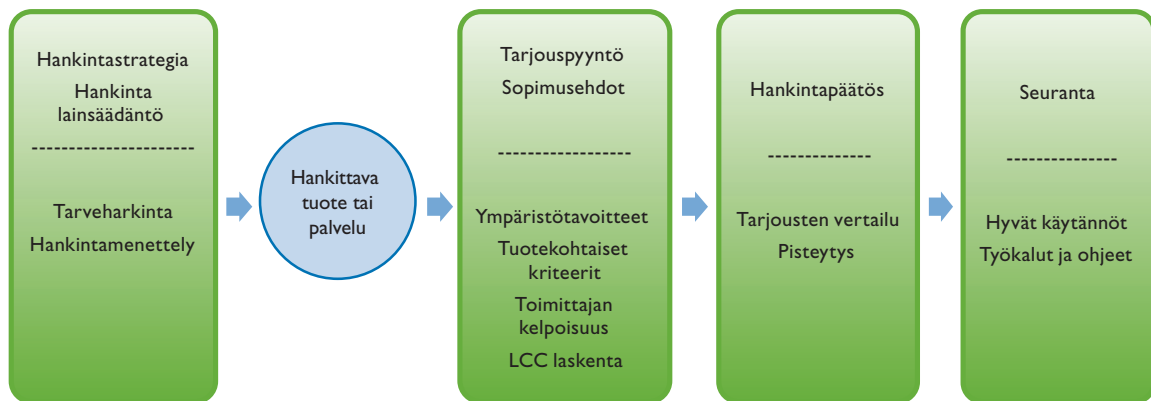 Hankintastrategia
Hankinta
lainsäädäntö
-----------------------
Tarveharkinta
Hankintamenettely
Hankittava
tuote tai
palvelu
Tarjouspyyntö
Sopimusehdot
------------------
Ympäristötavoitteet
Tuotekohtaiset
kriteerit
Toimittajan
kelpoisuus
LCC laskenta
Hankintapäätös
--------------
Tarjousten vertailu
Pisteytys
Seuranta
---------------
Hyvät käytännöt
Työkalut ja ohjeet